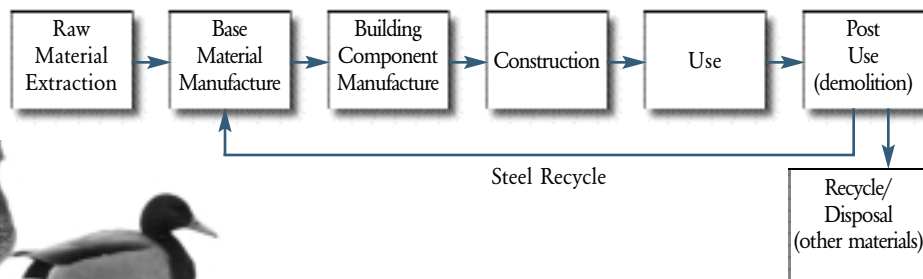 Raw
Material
Extraction
Base
Material
Manufacture
Building
Component
Manufacture
Construction
Use
Post
Use
(demolition)
Steel Recycle
Recycle/
Disposal
(other materials)